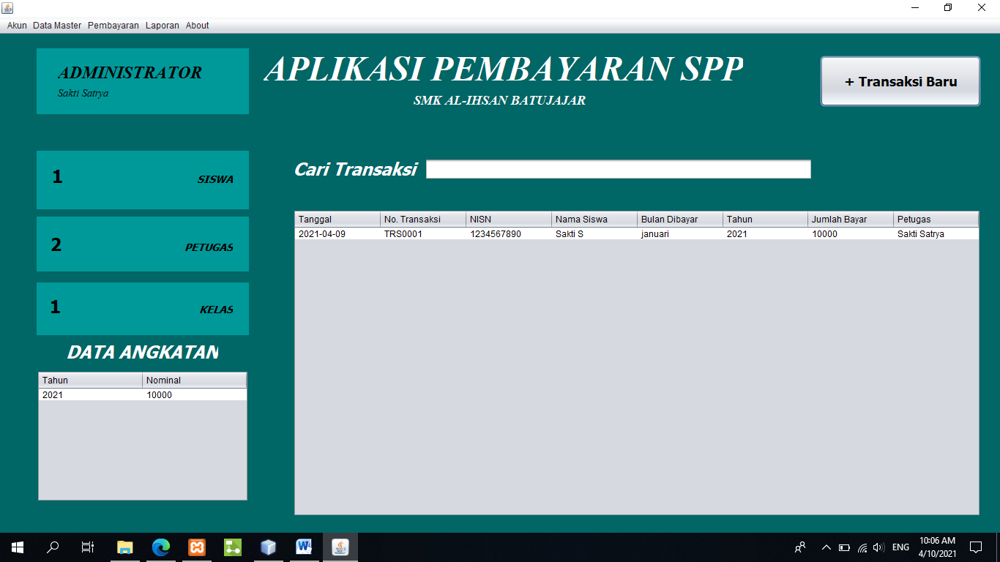 Akun Data Master Pembayaran Laporan About
ADMINISTRATOR
Sakti Satrya
APLIKASI PEMBAYARAN SPP
SMK AL-IHSAN BATUJAJAR
+ Transaksi Baru
1 SISWA
2 PETUGAS
1 KELAS
DATA ANGKATAN
Tahun Nominal
2021 10000
Cari Transaksi
Tanggal No. Transaksi NISN Nama Siswa Bulan Dibayar Tahun Jumlah Bayar Petugas
2021-04-09 TRS0001 1234567890 Sakti S januari 2021 10000 Sakti Satrya
ENG
10:06 AM
4/10/2021